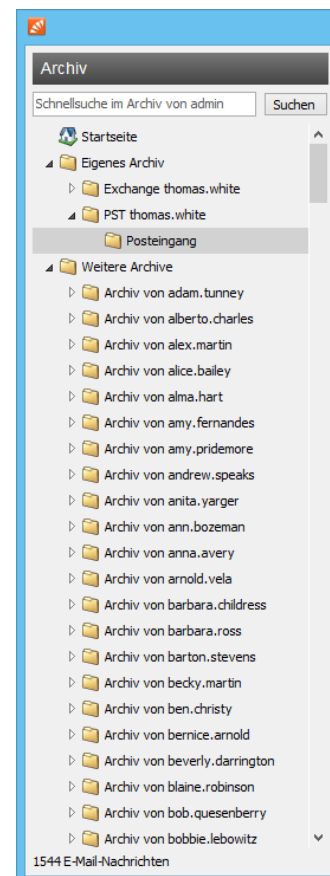 Archiv
Schnellsuche im Archiv von admin Suchen
Startseite
Eigenes Archiv
Exchange thomas.white
PST thomas.white
Posteingang
Weitere Archive
Archiv von adam.tunney
Archiv von alberto.charles
Archiv von alex.martin
Archiv von alice.bailey
Archiv von alma.hart
Archiv von amy.fernandes
Archiv von amy.pridemore
Archiv von andrew.speaks
Archiv von anita.yarger
Archiv von ann.bozeman
Archiv von anna.avery
Archiv von arnold.vela
Archiv von barbara.childress
Archiv von barbara.ross
Archiv von barton.stevens
Archiv von becky.martin
Archiv von ben.christy
Archiv von bernice.arnold
Archiv von beverly.darrington
Archiv von blaine.robinson
Archiv von bob.quesenberry
Archiv von bobbie.lebowitz
1544 E-Mail-Nachrichten